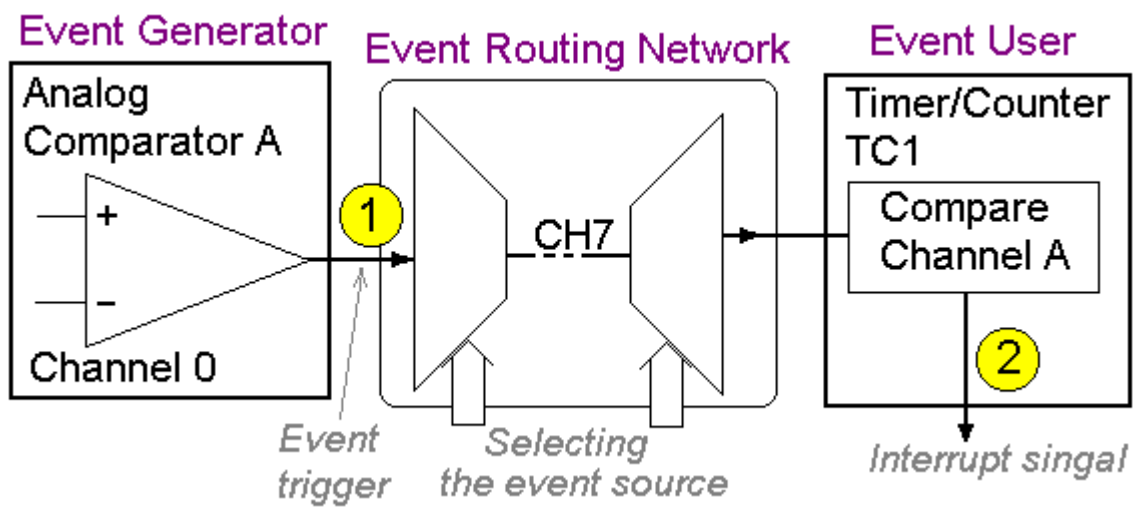 Event Generator
Event Routing Network
Event User
Analog
Comparator A
+
−
Channel 0
1
CH7
Timer/Counter
TC1
Compare
Channel A
2
Event
trigger
Selecting
the event source
Interrupt singal